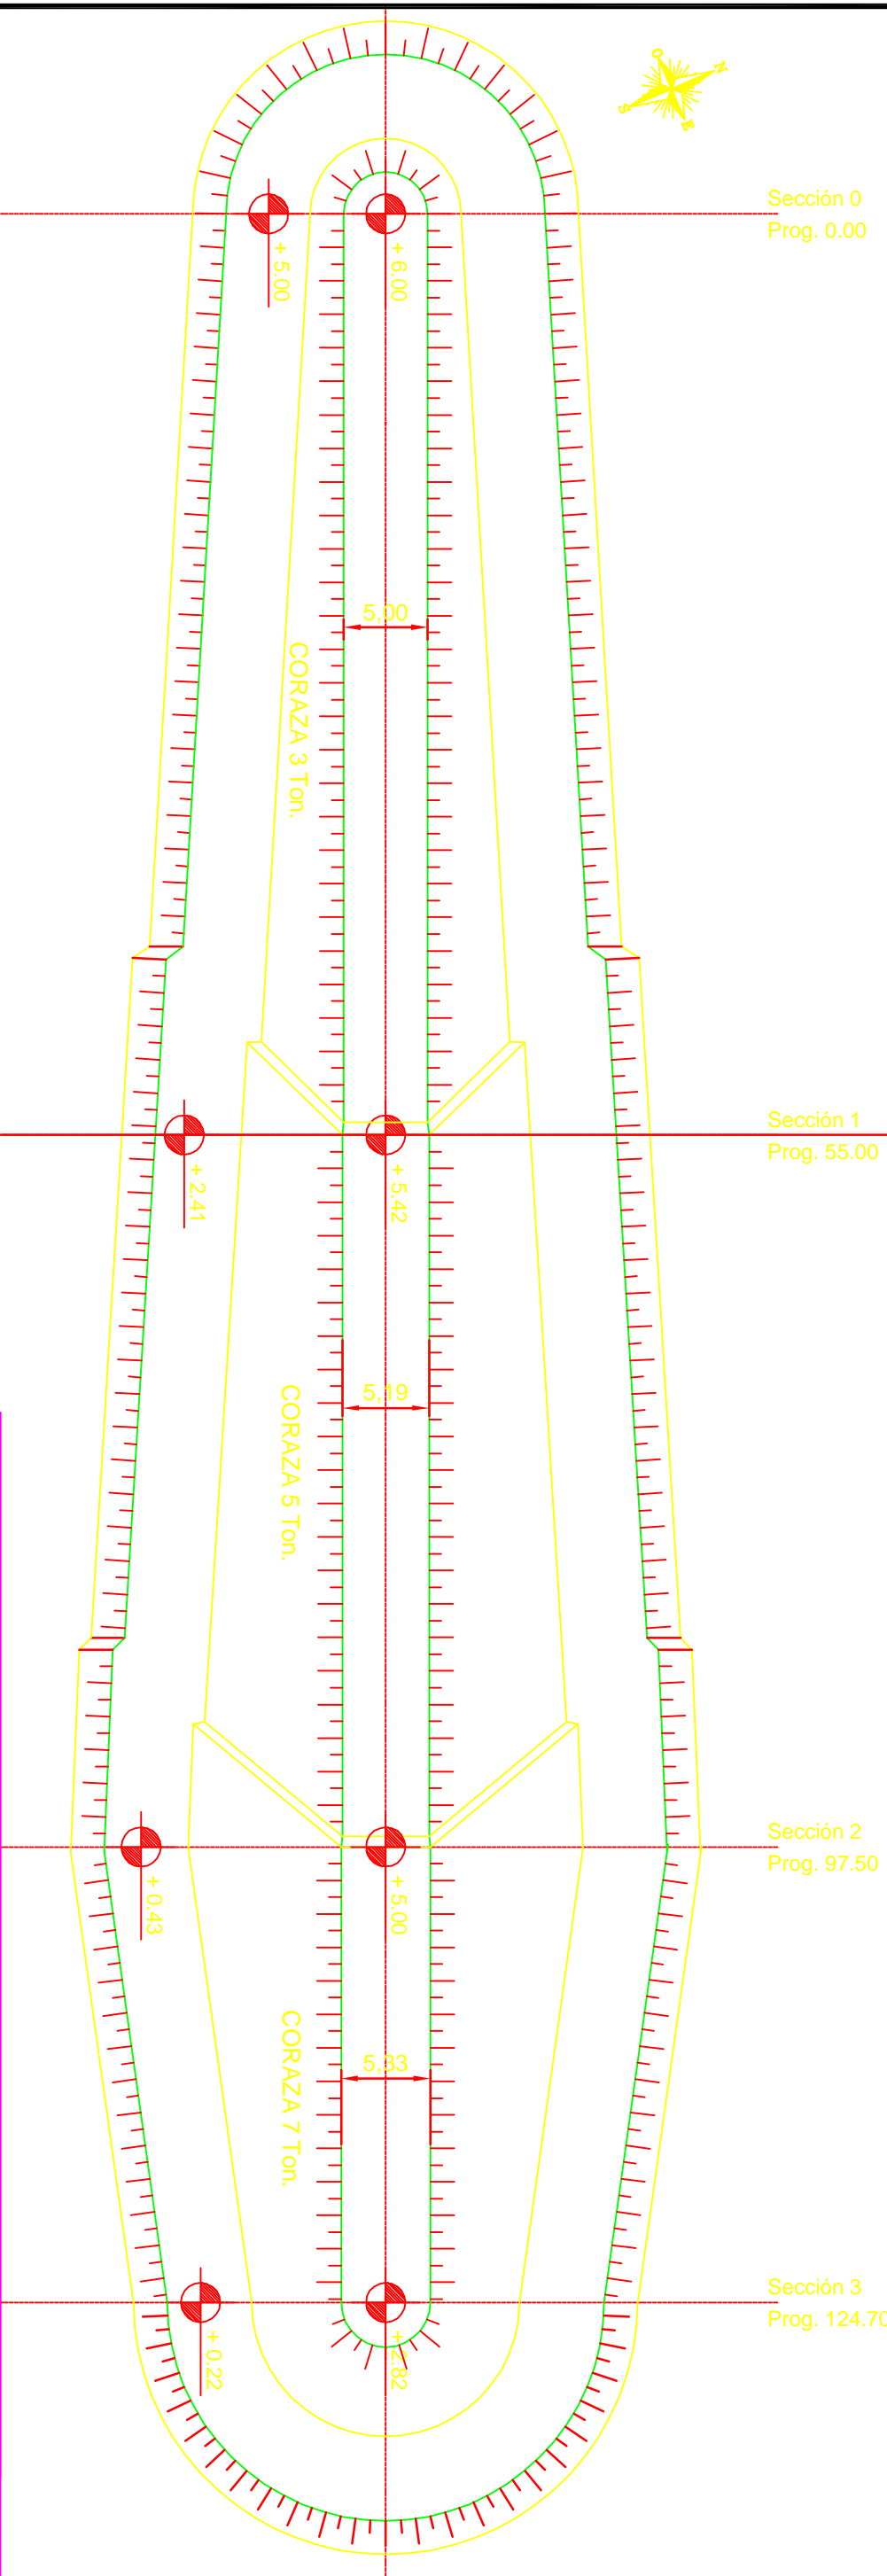 O
N
S
Sección 0
Prog. 0.00
+ 5.00
+ 6.00
5,00
CORAZA 3 Ton.
Sección 1
Prog. 55.00
+ 2.41
+ 5.42
5,19
CORAZA 5 Ton.
Sección 2
Prog. 97.50
+ 0.43
+ 5.00
5,33
CORAZA 7 Ton.
Sección 3
Prog. 124.70
+ 0.22
+ 2.82